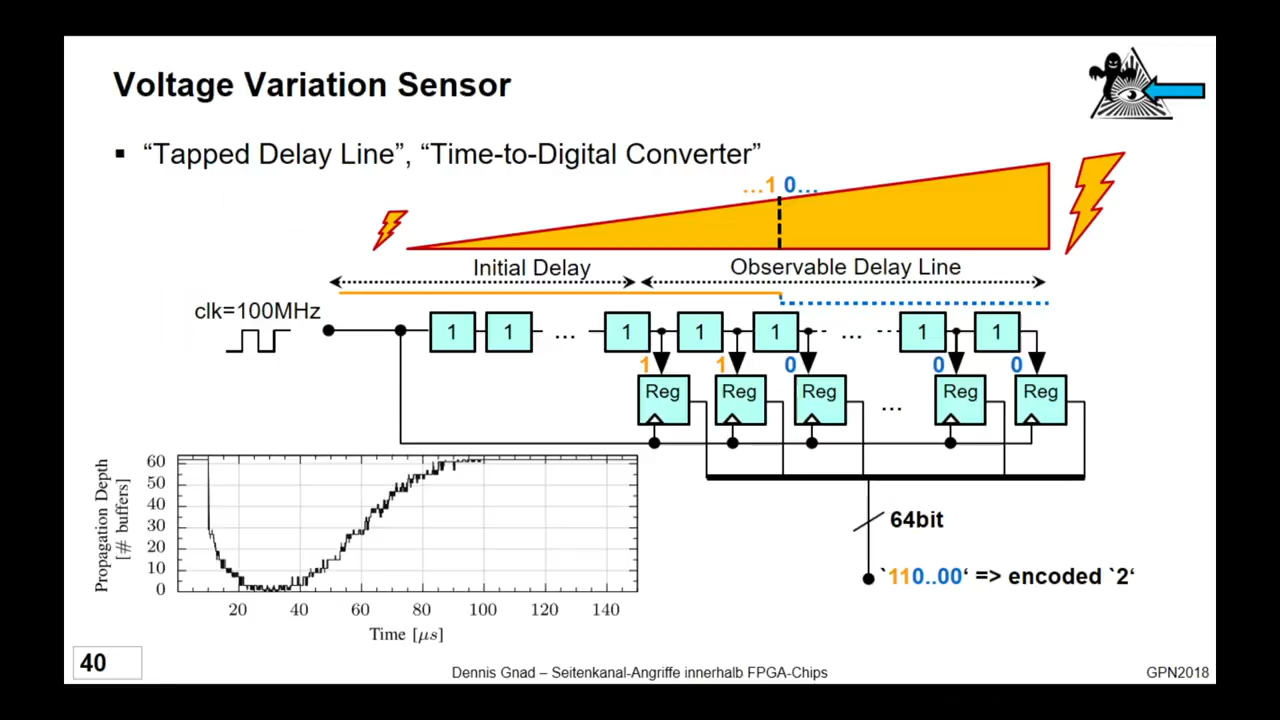 Voltage Variation Sensor
▪ “Tapped Delay Line”, “Time-to-Digital Converter”
…1 0…
Initial Delay
Observable Delay Line
clk=100MHz
1 1 … 1 1 1 … 1 1
1 1 0 0 0
Reg Reg Reg … Reg Reg
Propagation Depth
[# buffers]
60
50
40
30
20
10
0
20 40 60 80 100 120 140
Time [μs]
64bit
`110..00‘ => encoded `2‘
40
Dennis Gnad – Seitenkanal-Angriffe innerhalb FPGA-Chips
GPN2018